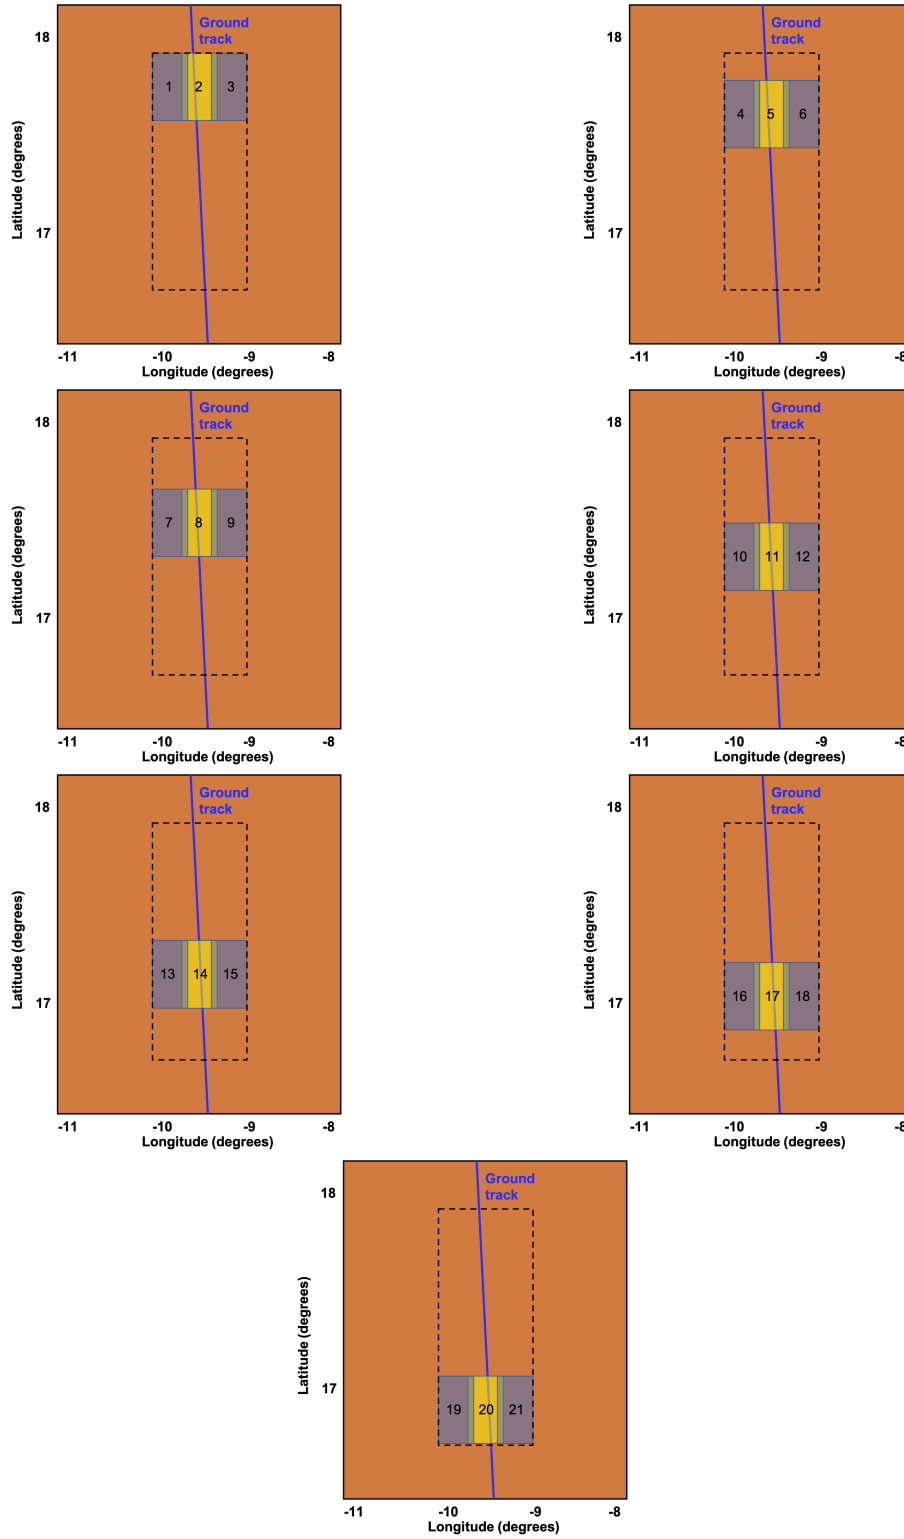 Ground
track
18
17
1 2 3
-11 -10 -9 -8
Longitude (degrees)
Latitude (degrees)
Ground
track
18
17
4 5 6
-11 -10 -9 -8
Longitude (degrees)
Latitude (degrees)
Ground
track
18
17
7 8 9
-11 -10 -9 -8
Longitude (degrees)
Latitude (degrees)
Ground
track
18
17
10 11 12
-11 -10 -9 -8
Longitude (degrees)
Latitude (degrees)
Ground
track
18
17
13 14 15
-11 -10 -9 -8
Longitude (degrees)
Latitude (degrees)
Ground
track
18
17
16 17 18
-11 -10 -9 -8
Longitude (degrees)
Latitude (degrees)
Ground
track
18
17
19 20 21
-11 -10 -9 -8
Longitude (degrees)
Latitude (degrees)